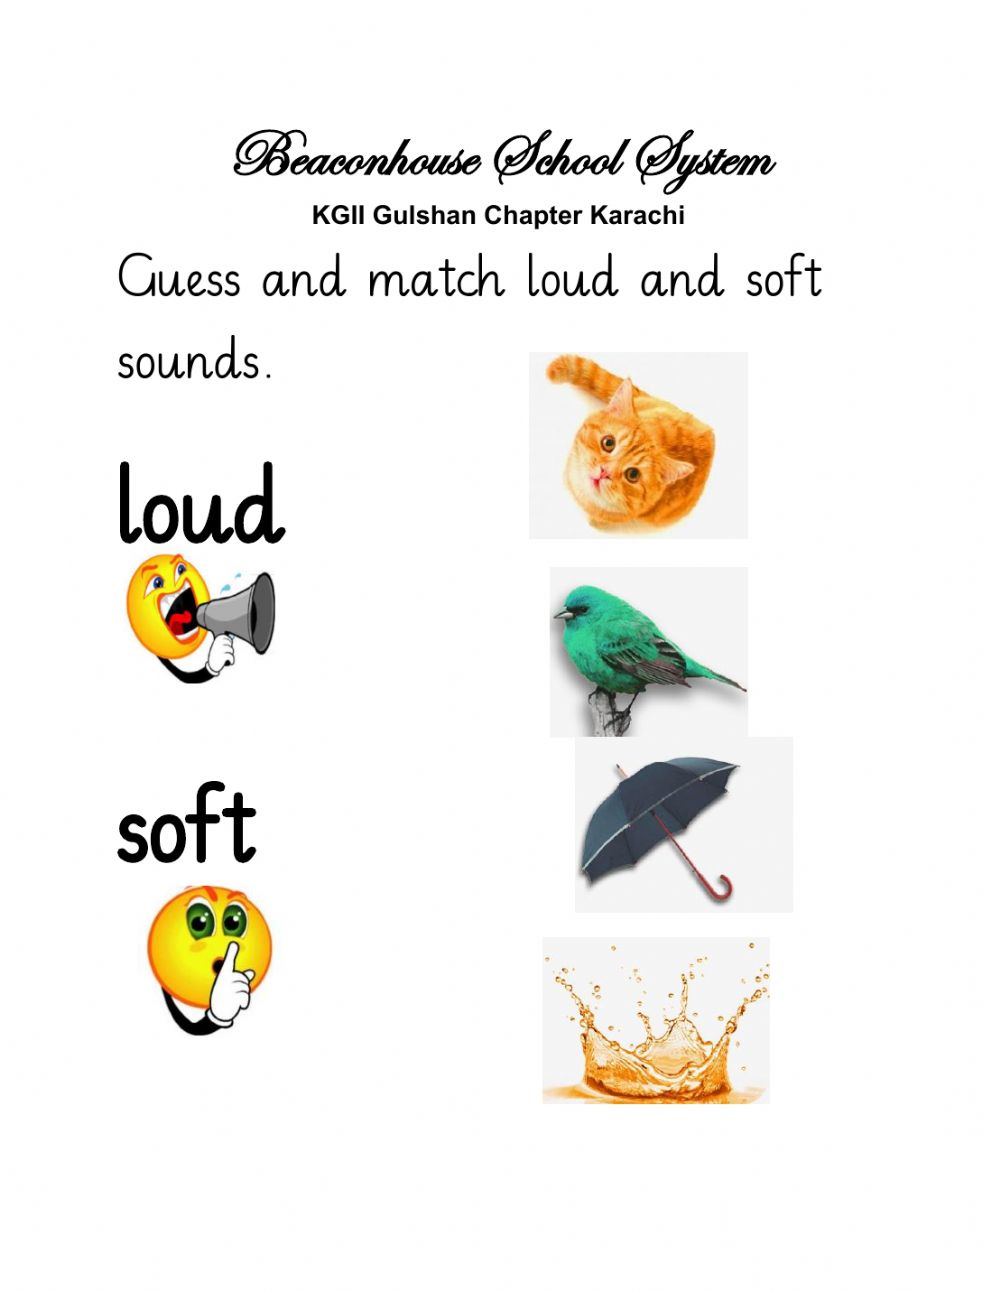 Beaconhouse School System
KGII Gulshan Chapter Karachi
Guess and match loud and soft
sounds.
loud
soft